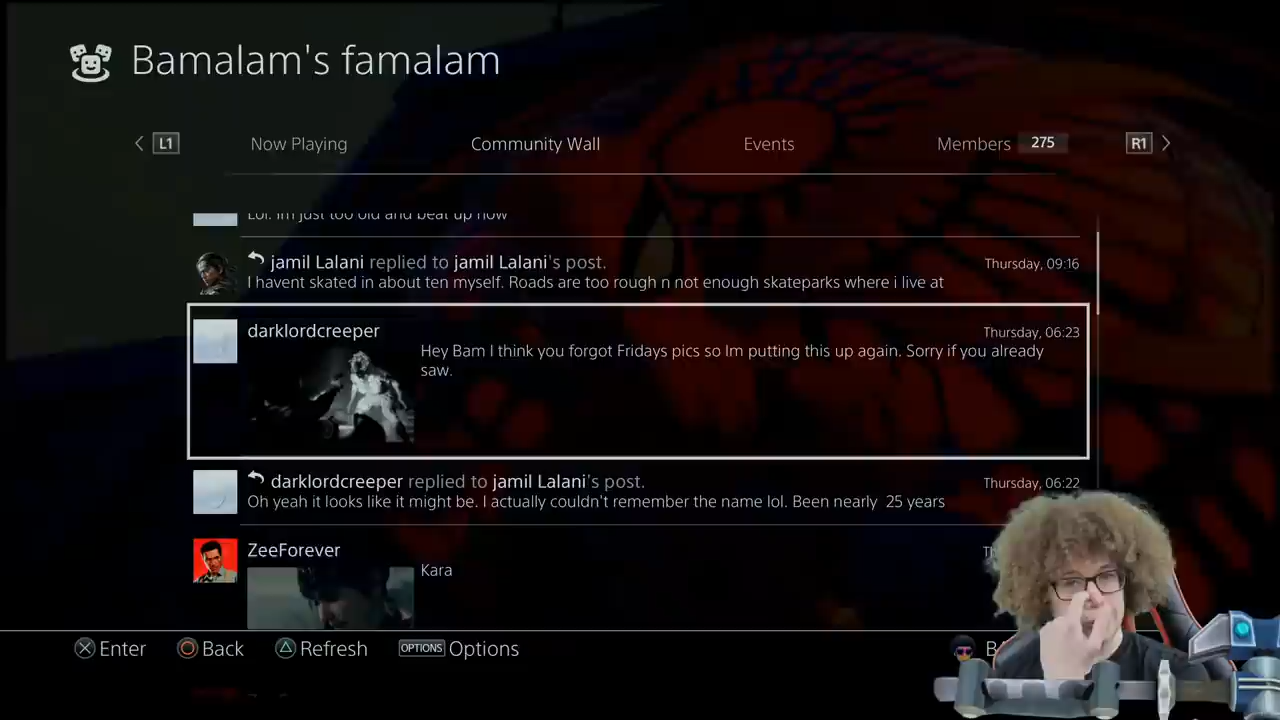 Bamalam's famalam
L1
Now Playing
Community Wall
Events
Members 275
R1
Lol. Im just too old and beat up now
jamil Lalani replied to jamil Lalani's post.
Thursday, 09:16
I havent skated in about ten myself. Roads are too rough n not enough skateparks where i live at
darklordcreeper
Thursday, 06:23
Hey Bam I think you forgot Fridays pics so Im putting this up again. Sorry if you already
saw.
darklordcreeper replied to jamil Lalani's post.
Thursday, 06:22
Oh yeah it looks like it might be. I actually couldn't remember the name lol. Been nearly 25 years
ZeeForever
Kara
Enter
Back
Refresh
OPTIONS Options